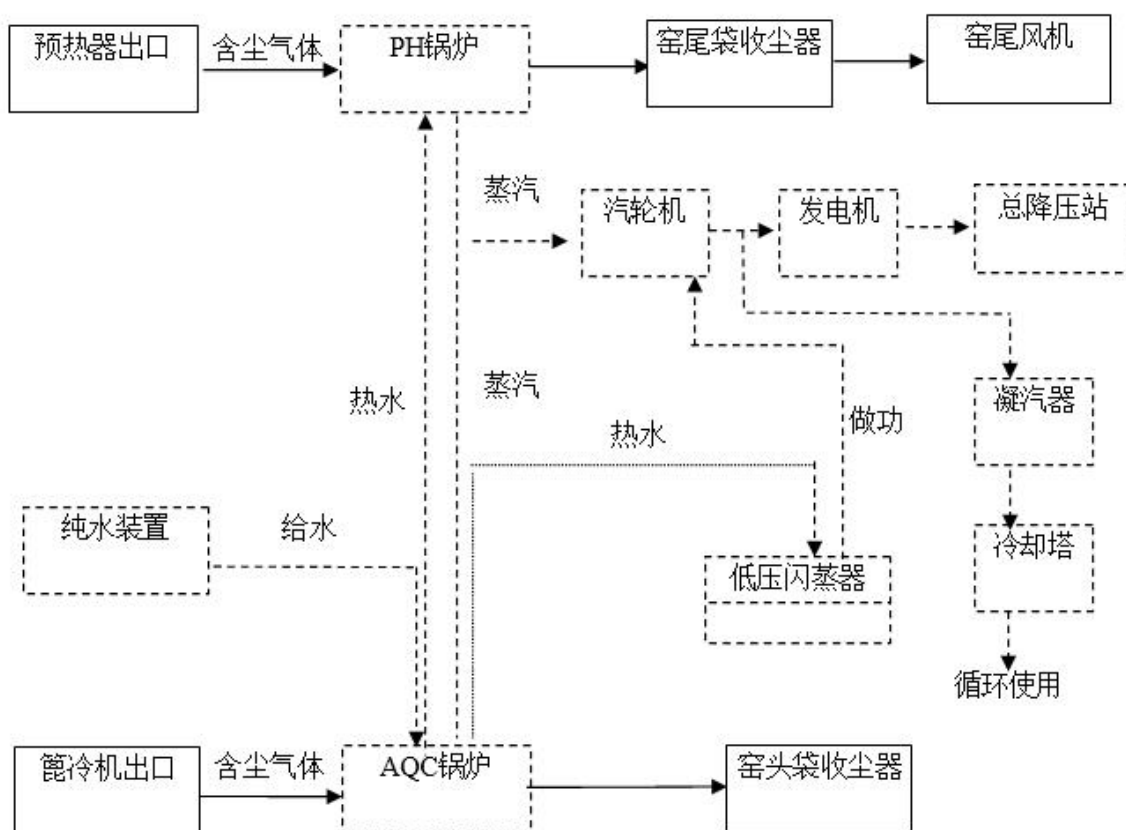 预热器出口
含尘气体
PH锅炉
窑尾袋收尘器
窑尾风机
蒸汽
汽轮机
发电机
总降压站
热水
蒸汽
热水
做功
凝汽器
纯水装置
给水
低压闪蒸器
冷却塔
循环使用
篦冷机出口
含尘气体
AQC锅炉
窑头袋收尘器